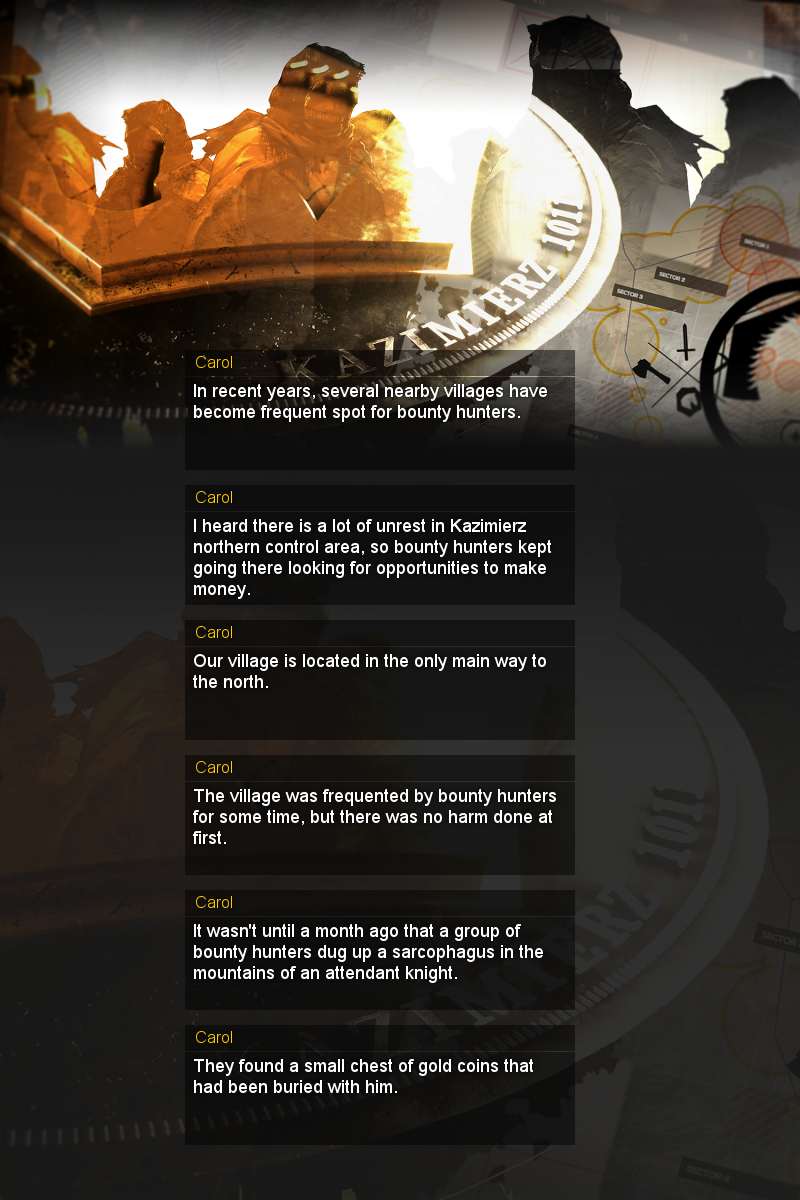 KAZIMIERZ 1011
SECTOR 1
SECTOR 2
SECTOR 3
Carol
In recent years, several nearby villages have
become frequent spot for bounty hunters.
Carol
I heard there is a lot of unrest in Kazimierz
northern control area, so bounty hunters kept
going there looking for opportunities to make
money.
Carol
Our village is located in the only main way to
the north.
Carol
The village was frequented by bounty hunters
for some time, but there was no harm done at
first.
Carol
It wasn't until a month ago that a group of
bounty hunters dug up a sarcophagus in the
mountains of an attendant knight.
Carol
They found a small chest of gold coins that
had been buried with him.
KAZIMIERZ 1011
SECTOR
SECTOR 4